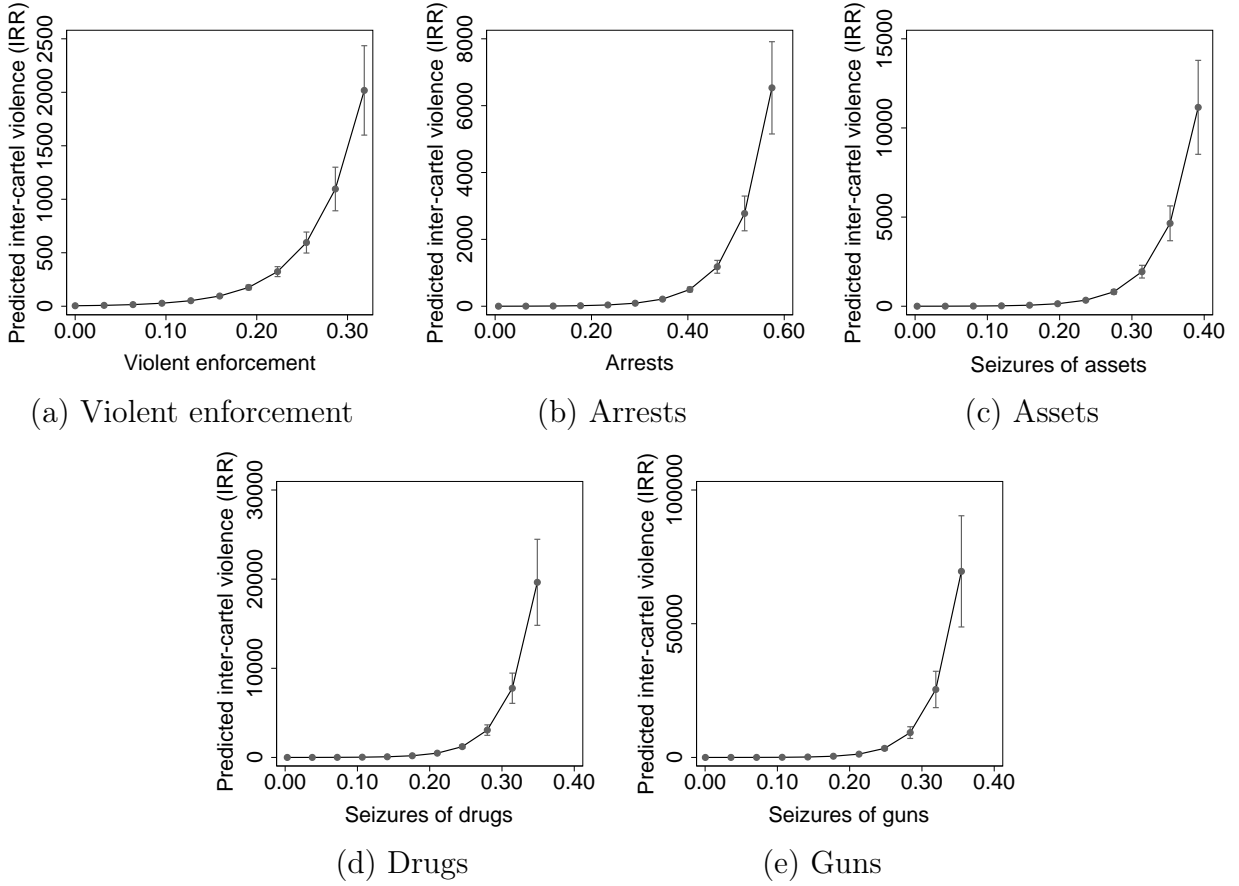 Predicted inter-cartel violence (IRR)
2500
2000
1500
1000
500
0
0.00 0.10 0.20 0.30
Violent enforcement
(a) Violent enforcement
Predicted inter-cartel violence (IRR)
8000
6000
4000
2000
0
0.00 0.20 0.40 0.60
Arrests
(b) Arrests
Predicted inter-cartel violence (IRR)
15000
10000
5000
0
0.00 0.10 0.20 0.30 0.40
Seizures of assets
(c) Assets
Predicted inter-cartel violence (IRR)
30000
20000
10000
0
0.00 0.10 0.20 0.30 0.40
Seizures of drugs
(d) Drugs
Predicted inter-cartel violence (IRR)
100000
50000
0
0.00 0.10 0.20 0.30 0.40
Seizures of guns
(e) Guns